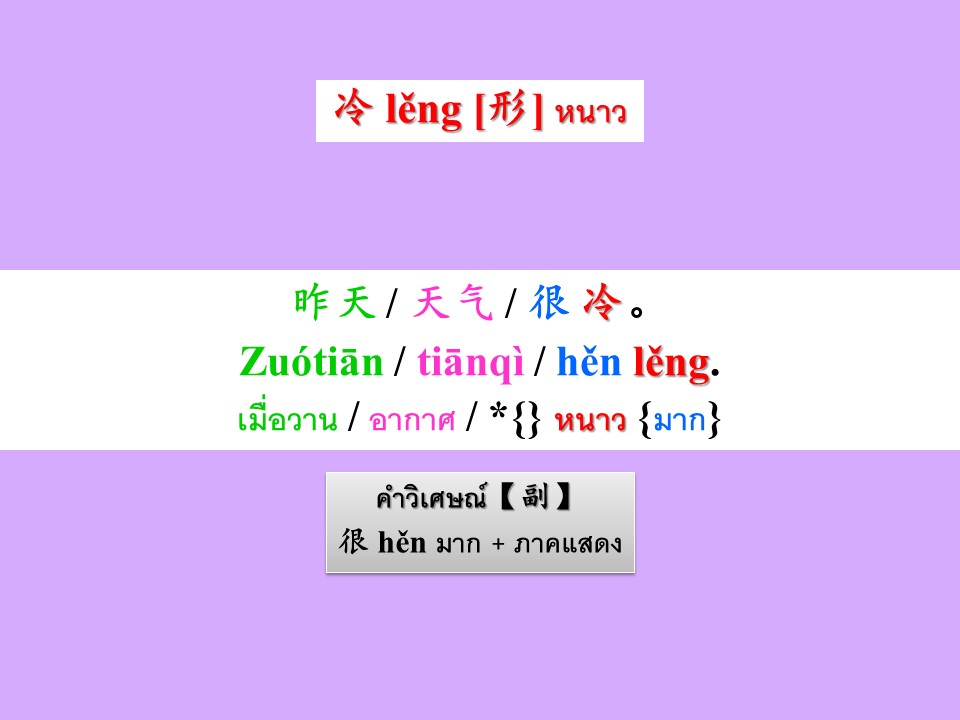 冷 lěng [形] หนาว
昨天 / 天气 / 很 冷。
Zuótiān / tiānqì / hěn lěng.
เมื่อวาน / อากาศ / *{} หนาว {มาก}
คำวิเศษณ์【副】
很 hěn มาก + ภาคแสดง